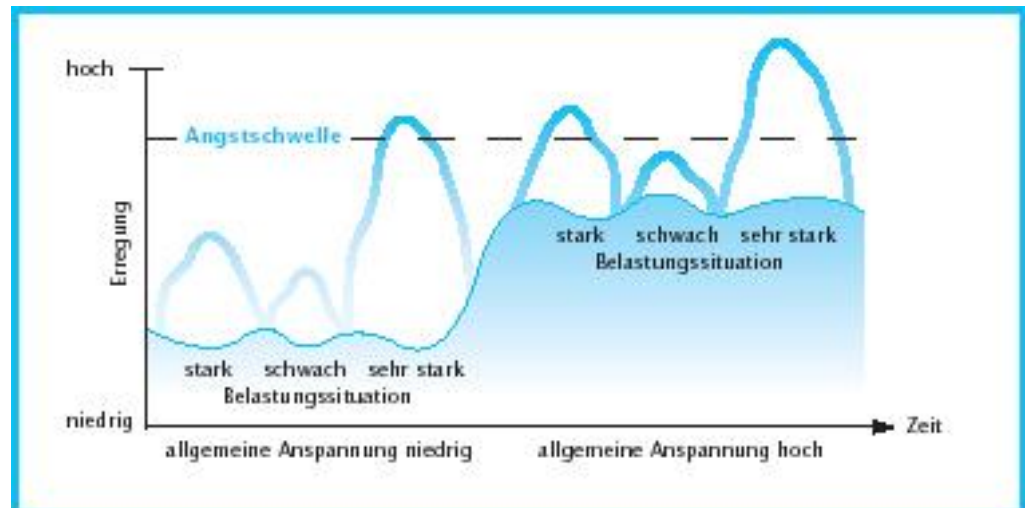 hoch
Angstschwelle
Erregung
stark schwach sehr stark
Belastungssituation
stark schwach sehr stark
Belastungssituation
niedrig
Zeit
allgemeine Anspannung niedrig allgemeine Anspannung hoch